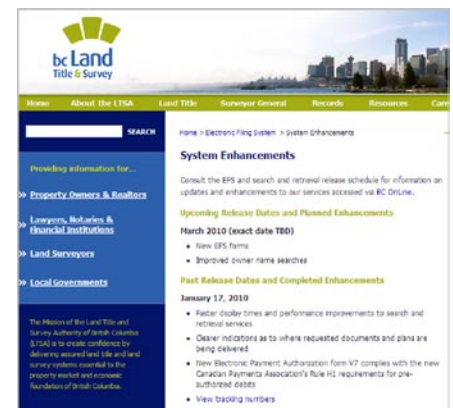 bc Land
Title & Survey
Home About the LTSA Land Title Surveyor General Records Resources Care
SEARCH
Home > Electronic Filing System > System Enhancements
System Enhancements
Consult the EFS and search and retrieval release schedule for information on
updates and enhancements to our services accessed via BC OnLine.
Upcoming Release Dates and Planned Enhancements
March 2010 (exact date TBD)
• New EFS forms
• Improved owner name searches
Past Release Dates and Completed Enhancements
January 17, 2010
• Faster display times and performance improvements to search and
retrieval services
• Clearer indications as to where requested documents and plans are
being delivered
• New Electronic Payment Authorization form V7 complies with the new
Canadian Payments Association's Rule H1 requirements for pre-
authorized debits
• View tracking numbers
Providing information for...
» Property Owners & Realtors
» Lawyers, Notaries &
Financial Institutions
» Land Surveyors
» Local Governments
The Mission of the Land Title and
Survey Authority of British Columbia
(LTSA) is to create confidence by
delivering assured land title and land
survey systems essential to the
property market and economic
foundation of British Columbia.